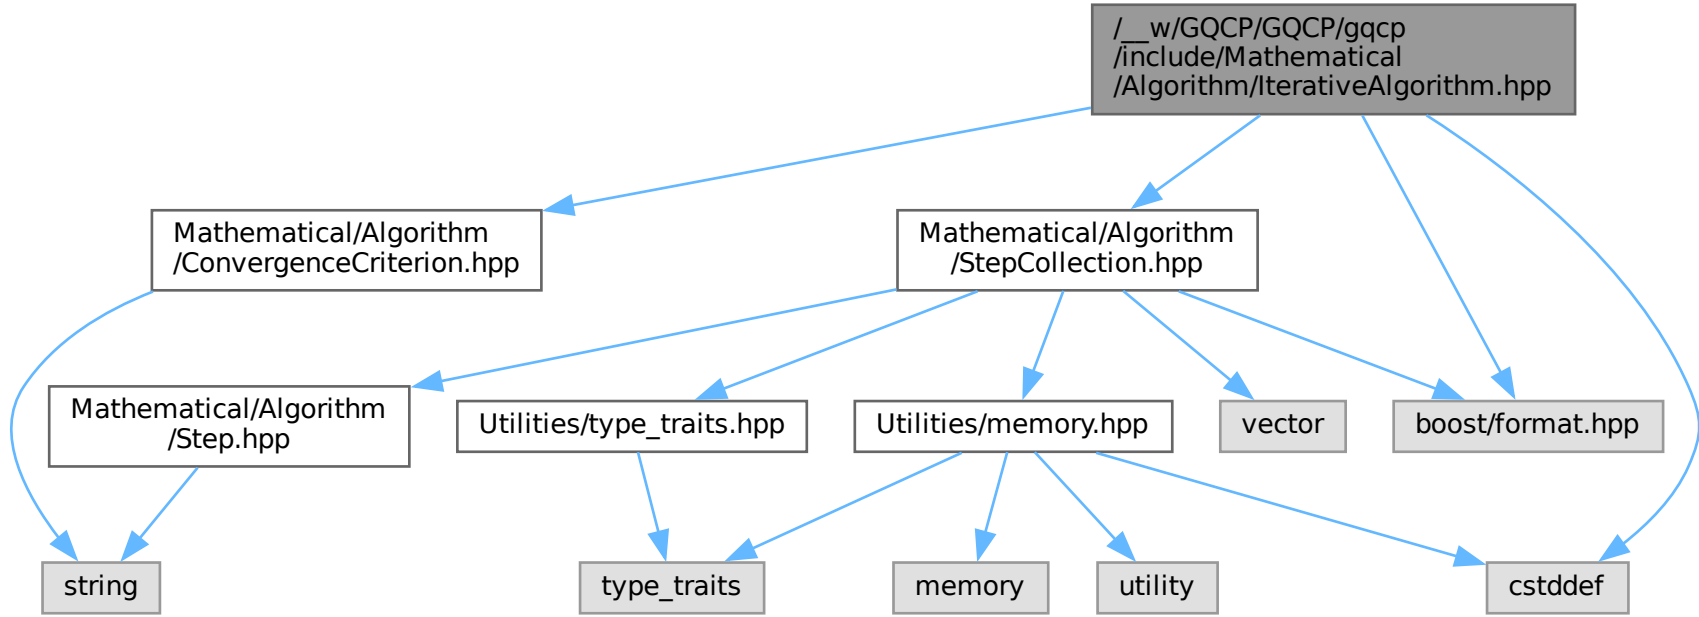 /__w/GQCP/GQCP/gqcp
/include/Mathematical
/Algorithm/IterativeAlgorithm.hpp
Mathematical/Algorithm
/ConvergenceCriterion.hpp
Mathematical/Algorithm
/StepCollection.hpp
Mathematical/Algorithm
/Step.hpp
Utilities/type_traits.hpp
Utilities/memory.hpp
vector
boost/format.hpp
string
type_traits
memory
utility
cstddef